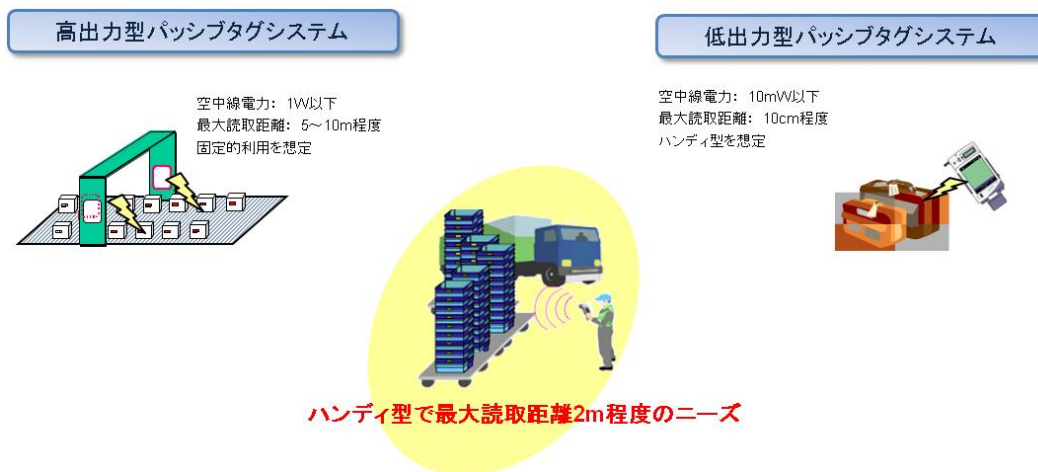 高出力型パッシブタグシステム
空中線電力: 1W以下
最大読取距離: 5～10m程度
固定的利用を想定
低出力型パッシブタグシステム
空中線電力: 10mW以下
最大読取距離: 10cm程度
ハンディ型を想定
ハンディ型で最大読取距離2m程度のニーズ